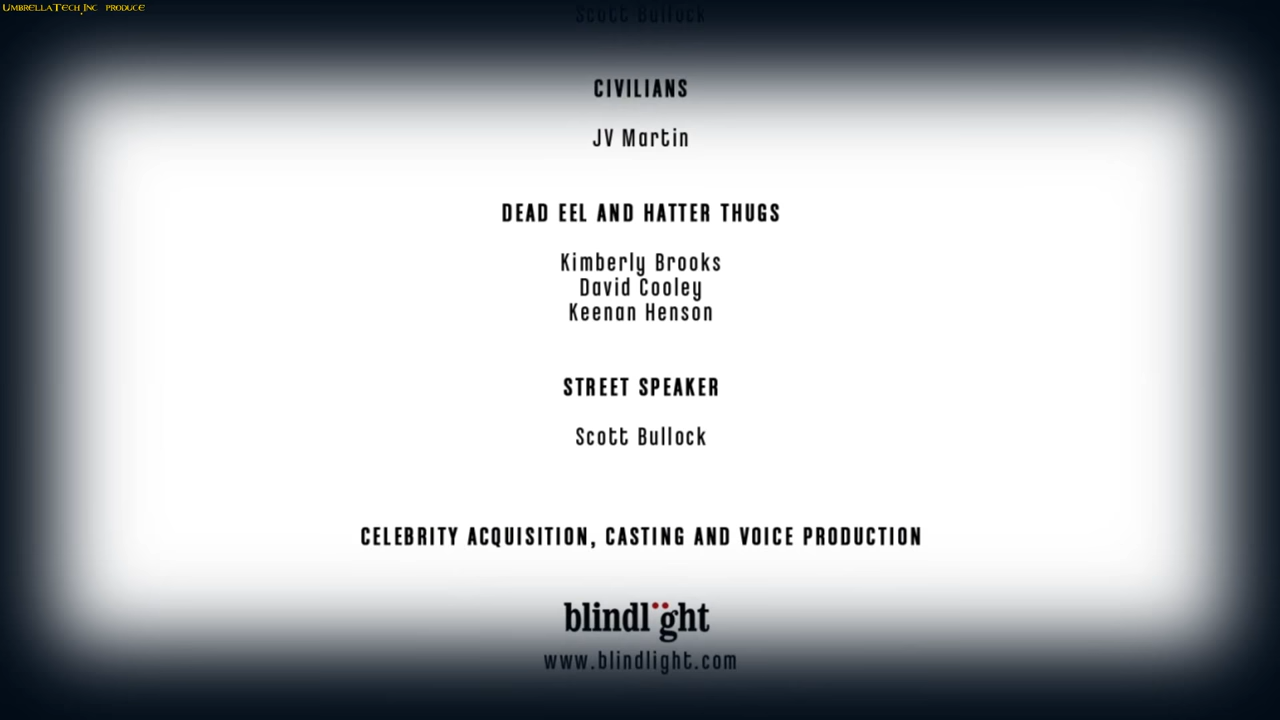 UmbrellaTech.Inc produce
Scott Bullock
CIVILIANS
JV Martin
DEAD EEL AND HATTER THUGS
Kimberly Brooks
David Cooley
Keenan Henson
STREET SPEAKER
Scott Bullock
CELEBRITY ACQUISITION, CASTING AND VOICE PRODUCTION
blindlight
www.blindlight.com